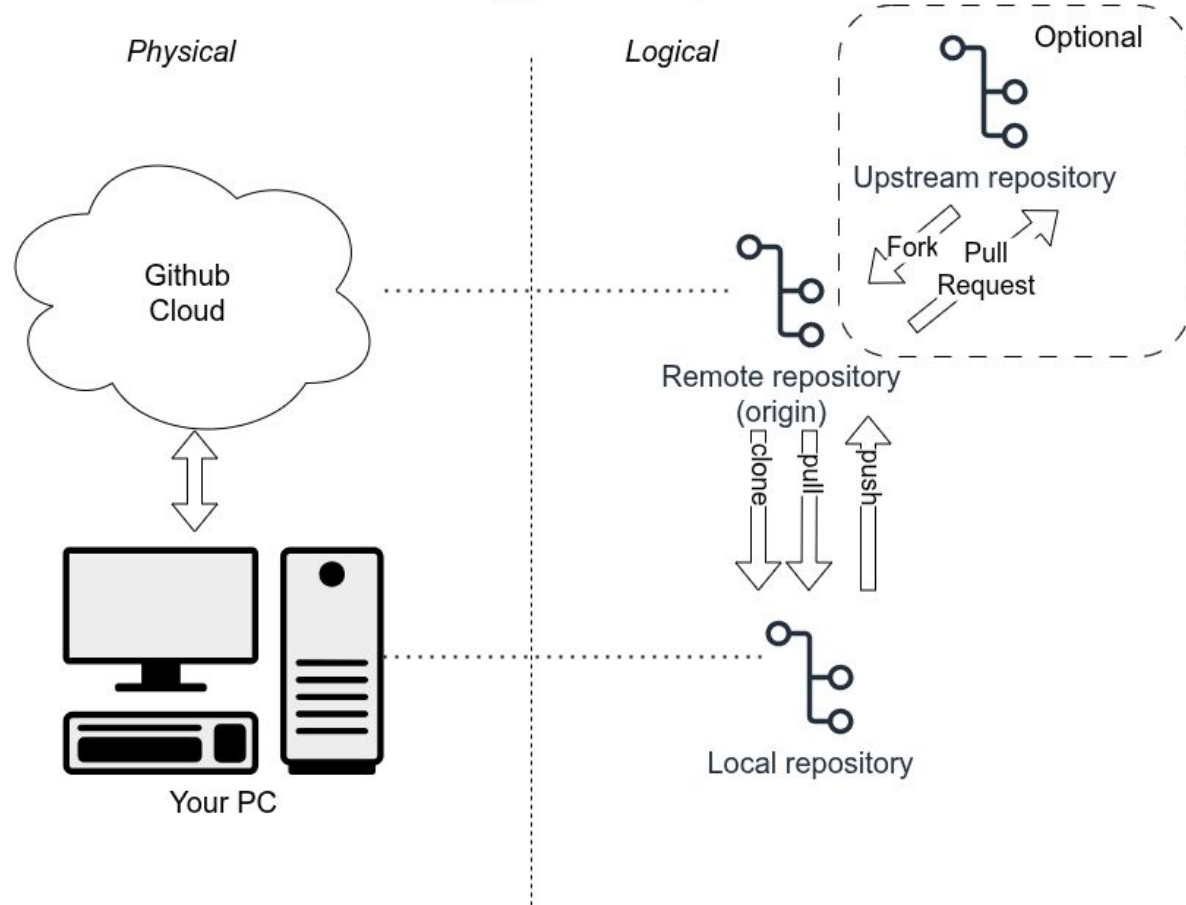 Physical
Logical
Optional
Upstream repository
Fork
Pull
Request
Github
Cloud
Remote repository
(origin)
clone
pull
push
Local repository
Your PC